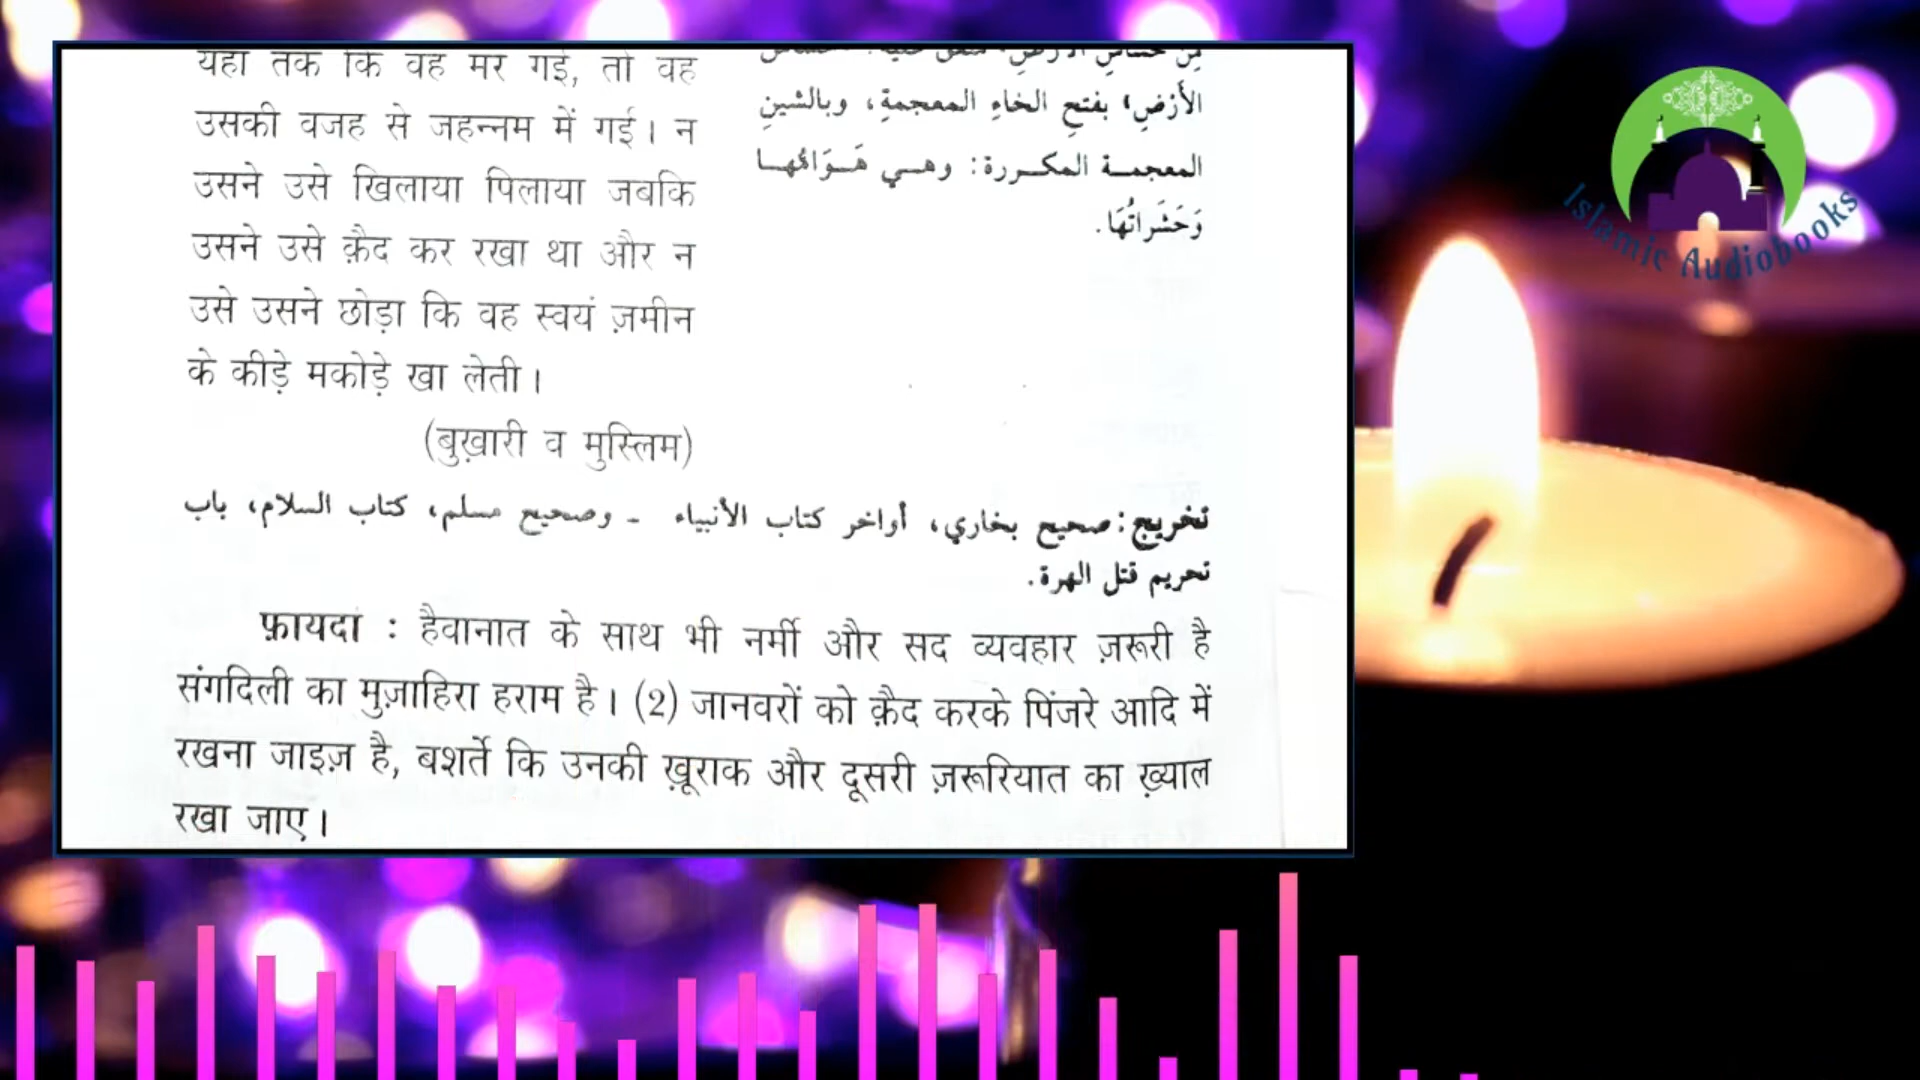 यहां तक कि वह मर गई, तो वह
उसकी वजह से जहन्नम में गई। न
उसने उसे खिलाया पिलाया जबकि
उसने उसे क़ैद कर रखा था और न
उसे उसने छोड़ा कि वह स्वयं ज़मीन
के कीड़े मकोड़े खा लेती।
(बुख़ारी व मुस्लिम)
الأَرْضِ» بفتحِ الخاءِ المعجمةِ، وبالشينِ
المعجمة المكررة: وهي هَوَامُّهَا
وَحَشَرَاتُهَا.
تخريج: صحيح بخاري، أواخر كتاب الأنبياء - وصحيح مسلم، كتاب السلام، باب
تحريم قتل الهرة.
फ़ायदा : हैवानात के साथ भी नर्मी और सद व्यवहार ज़रूरी है
संगदिली का मुज़ाहिरा हराम है। (2) जानवरों को क़ैद करके पिंजरे आदि में
रखना जाइज़ है, बशर्ते कि उनकी ख़ूराक और दूसरी ज़रूरियात का ख़्याल
रखा जाए।
Islamic Audiobooks